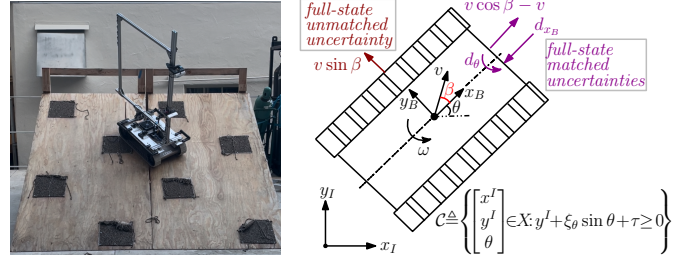 full-state
unmatched
uncertainty
v sin β
v cos β − v
d_{x_B}
d_θ
full-state
matched
uncertainties
v
β
x_B
y_B
θ
ω
y_I
x_I
𝒞≜{[x^I y^I θ]∈X: y^I+ξ_θ sin θ+τ≥0}